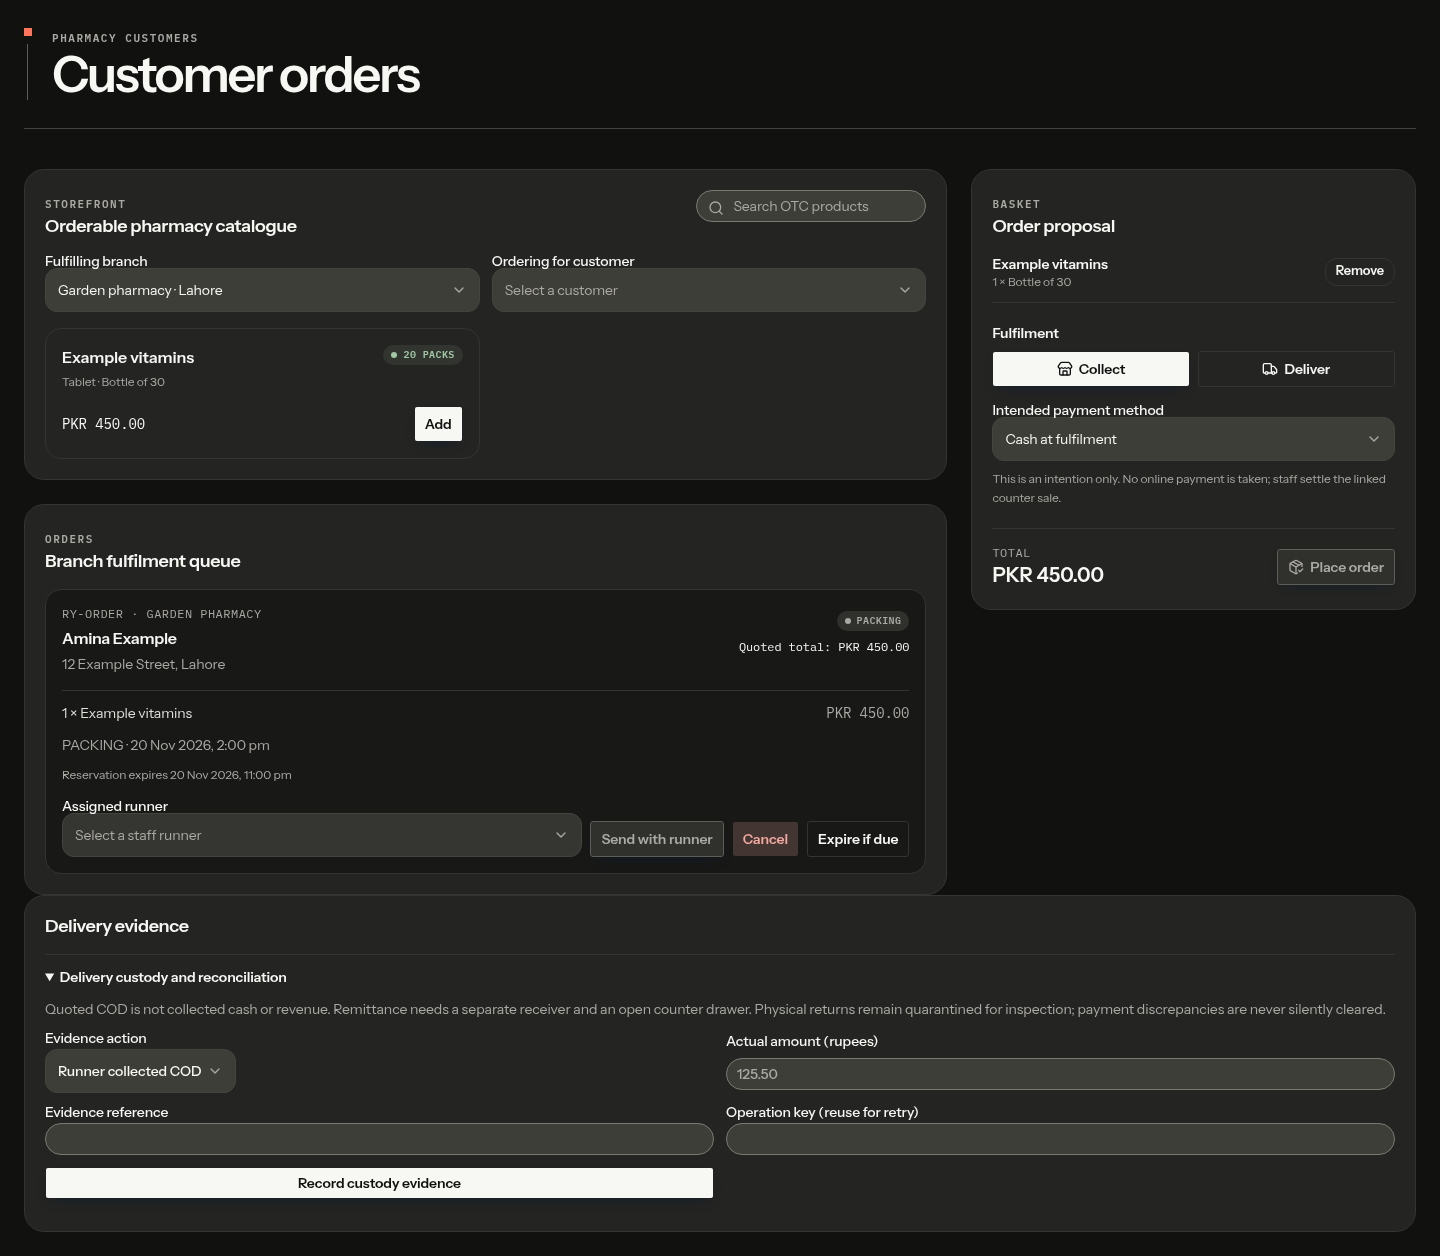 PHARMACY CUSTOMERS
Customer orders
STOREFRONT
Orderable pharmacy catalogue
Search OTC products
Fulfilling branch
Ordering for customer
Garden pharmacy · Lahore
Select a customer
Example vitamins
20 PACKS
Tablet · Bottle of 30
PKR 450.00
Add
BASKET
Order proposal
Example vitamins
1 × Bottle of 30
Remove
Fulfilment
Collect
Deliver
Intended payment method
Cash at fulfilment
This is an intention only. No online payment is taken; staff settle the linked
counter sale.
TOTAL
PKR 450.00
Place order
ORDERS
Branch fulfilment queue
RY-ORDER · GARDEN PHARMACY
PACKING
Amina Example
Quoted total: PKR 450.00
12 Example Street, Lahore
1 × Example vitamins
PKR 450.00
PACKING · 20 Nov 2026, 2:00 pm
Reservation expires 20 Nov 2026, 11:00 pm
Assigned runner
Select a staff runner
Send with runner
Cancel
Expire if due
Delivery evidence
▼ Delivery custody and reconciliation
Quoted COD is not collected cash or revenue. Remittance needs a separate receiver and an open counter drawer. Physical returns remain quarantined for inspection; payment discrepancies are never silently cleared.
Evidence action
Actual amount (rupees)
Runner collected COD
125.50
Evidence reference
Operation key (reuse for retry)
Record custody evidence